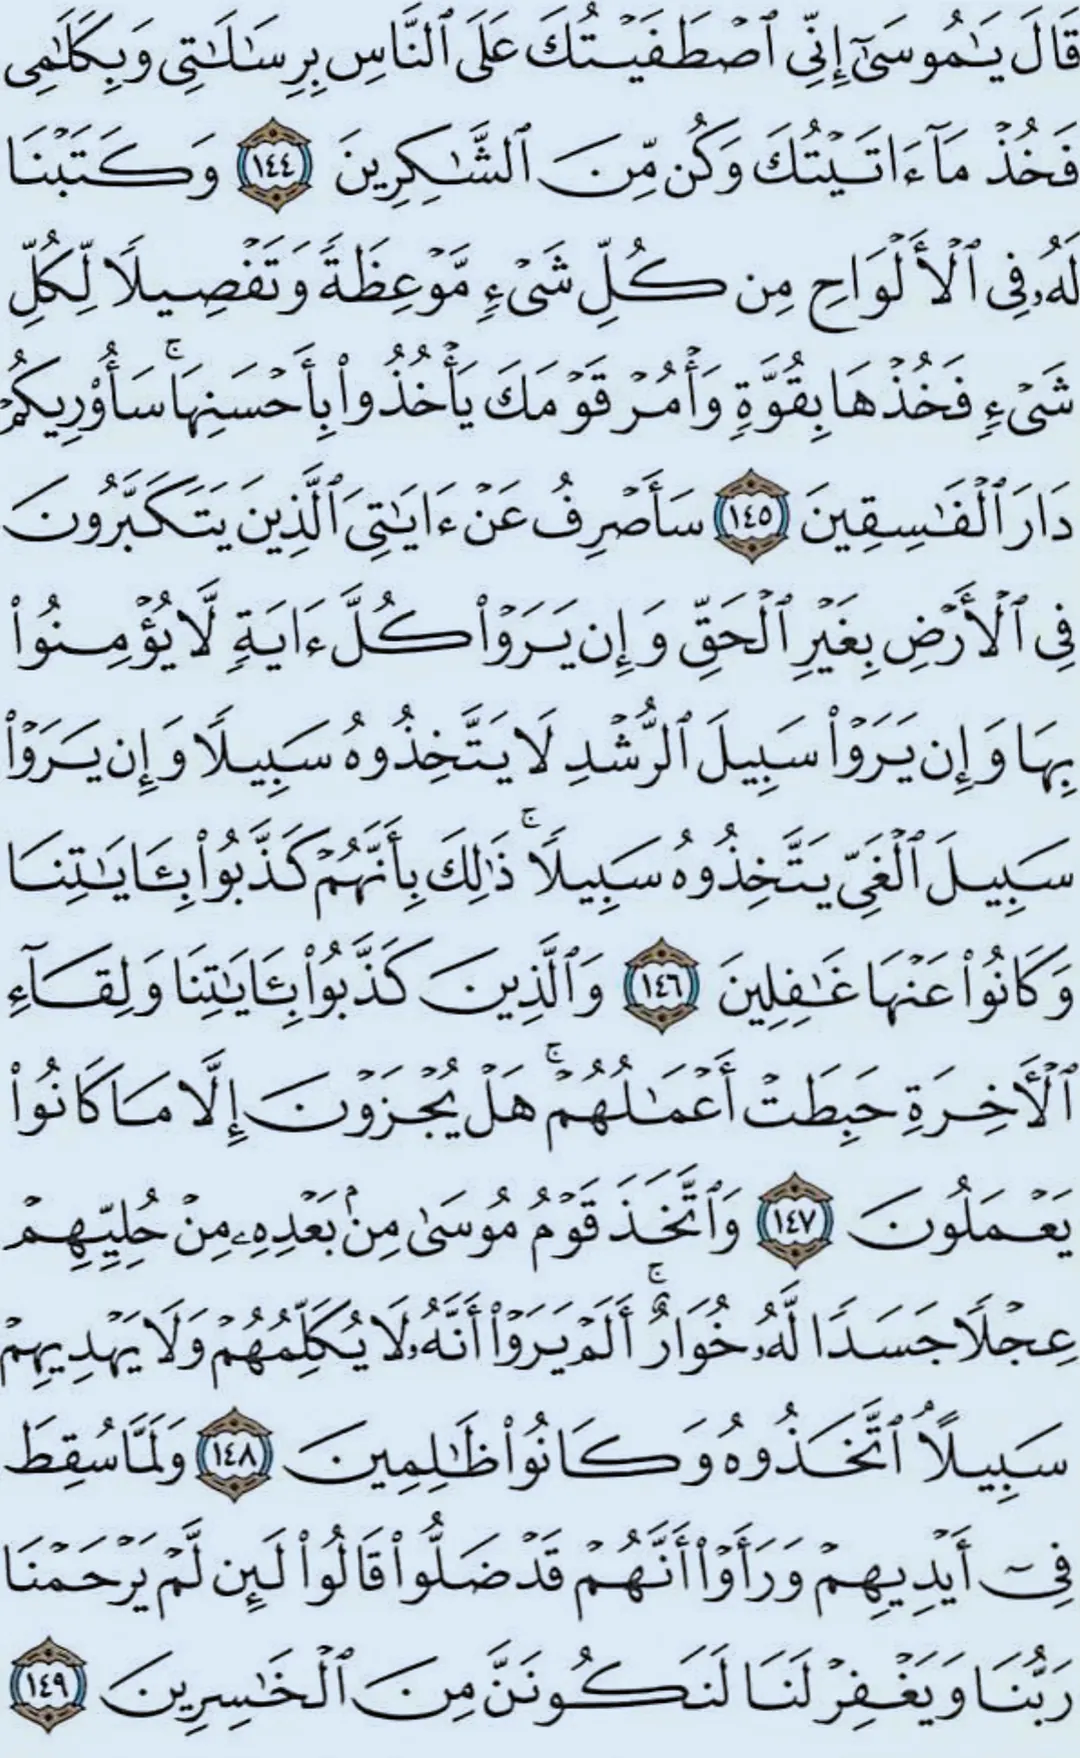 قَالَ يَٰمُوسَىٰٓ إِنِّي ٱصۡطَفَيۡتُكَ عَلَى ٱلنَّاسِ بِرِسَٰلَٰتِي وَبِكَلَٰمِي
فَخُذۡ مَآ ءَاتَيۡتُكَ وَكُن مِّنَ ٱلشَّٰكِرِينَ ١٤٤ وَكَتَبۡنَا
لَهُۥ فِي ٱلۡأَلۡوَاحِ مِن كُلِّ شَيۡءٖ مَّوۡعِظَةٗ وَتَفۡصِيلٗا لِّكُلِّ
شَيۡءٖ فَخُذۡهَا بِقُوَّةٖ وَأۡمُرۡ قَوۡمَكَ يَأۡخُذُواْ بِأَحۡسَنِهَاۚ سَأُوْرِيكُمۡ
دَارَ ٱلۡفَٰسِقِينَ ١٤٥ سَأَصۡرِفُ عَنۡ ءَايَٰتِيَ ٱلَّذِينَ يَتَكَبَّرُونَ
فِي ٱلۡأَرۡضِ بِغَيۡرِ ٱلۡحَقِّ وَإِن يَرَوۡاْ كُلَّ ءَايَةٖ لَّا يُؤۡمِنُواْ
بِهَا وَإِن يَرَوۡاْ سَبِيلَ ٱلرُّشۡدِ لَا يَتَّخِذُوهُ سَبِيلٗا وَإِن يَرَوۡاْ
سَبِيلَ ٱلۡغَيِّ يَتَّخِذُوهُ سَبِيلٗاۚ ذَٰلِكَ بِأَنَّهُمۡ كَذَّبُواْ بِـَٔايَٰتِنَا
وَكَانُواْ عَنۡهَا غَٰفِلِينَ ١٤٦ وَٱلَّذِينَ كَذَّبُواْ بِـَٔايَٰتِنَا وَلِقَآءِ
ٱلۡأٓخِرَةِ حَبِطَتۡ أَعۡمَٰلُهُمۡۚ هَلۡ يُجۡزَوۡنَ إِلَّا مَا كَانُواْ
يَعۡمَلُونَ ١٤٧ وَٱتَّخَذَ قَوۡمُ مُوسَىٰ مِنۢ بَعۡدِهِۦ مِنۡ حُلِيِّهِمۡ
عِجۡلٗا جَسَدٗا لَّهُۥ خُوَارٌۚ أَلَمۡ يَرَوۡاْ أَنَّهُۥ لَا يُكَلِّمُهُمۡ وَلَا يَهۡدِيهِمۡ
سَبِيلًاۘ ٱتَّخَذُوهُ وَكَانُواْ ظَٰلِمِينَ ١٤٨ وَلَمَّا سُقِطَ
فِيٓ أَيۡدِيهِمۡ وَرَأَوۡاْ أَنَّهُمۡ قَدۡ ضَلُّواْ قَالُواْ لَئِن لَّمۡ يَرۡحَمۡنَا
رَبُّنَا وَيَغۡفِرۡ لَنَا لَنَكُونَنَّ مِنَ ٱلۡخَٰسِرِينَ ١٤٩